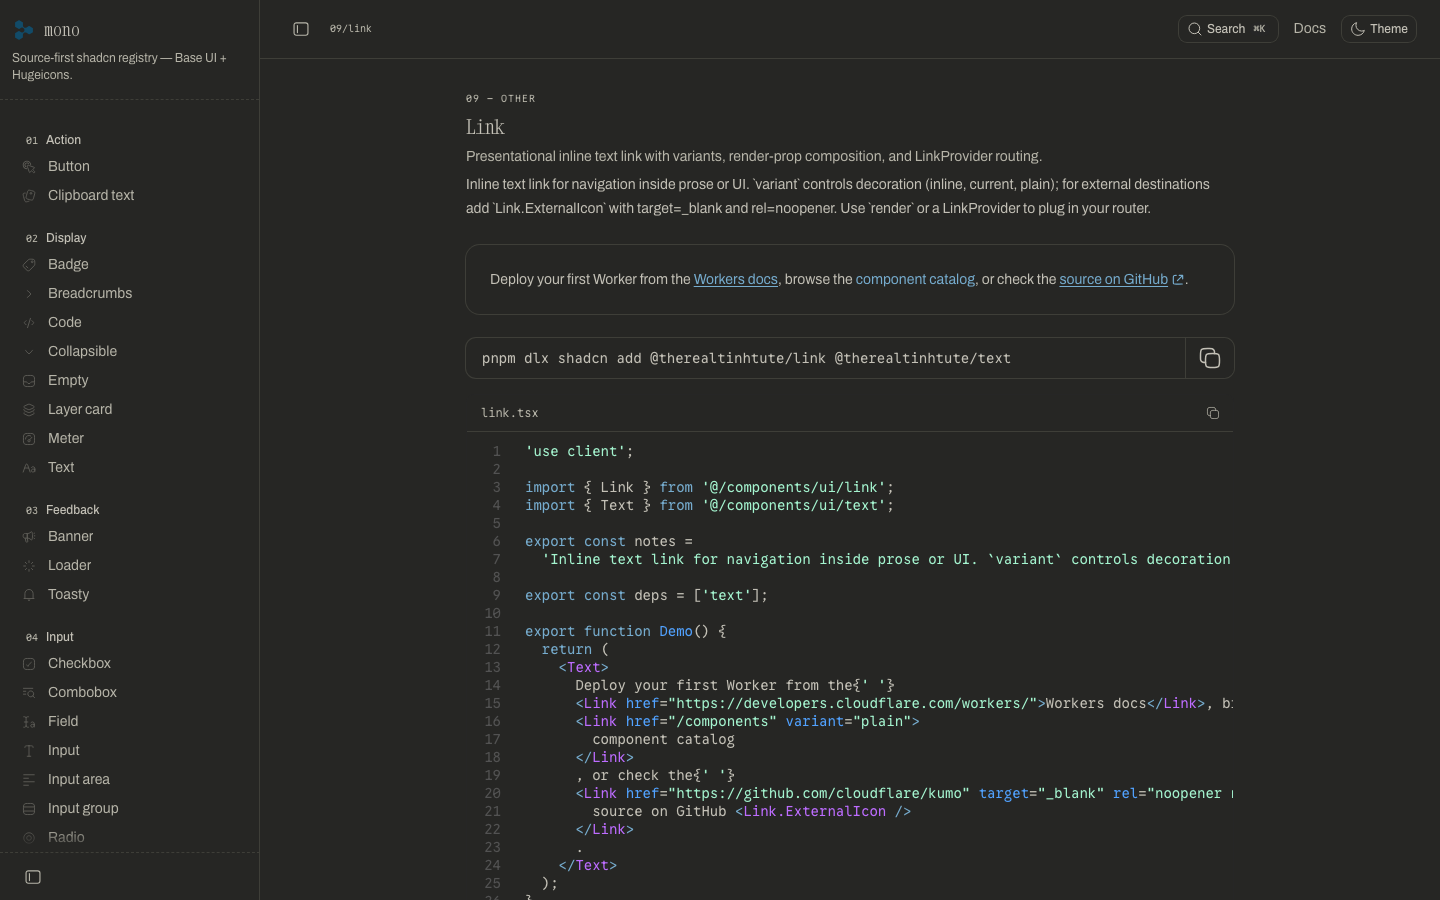 mono
Source-first shadcn registry — Base UI +
Hugeicons.
01 Action
Button
Clipboard text
02 Display
Badge
Breadcrumbs
Code
Collapsible
Empty
Layer card
Meter
Text
03 Feedback
Banner
Loader
Toasty
04 Input
Checkbox
Combobox
Field
Input
Input area
Input group
Radio
09/link
Search ⌘K
Docs
Theme
09 — OTHER
Link
Presentational inline text link with variants, render-prop composition, and LinkProvider routing.
Inline text link for navigation inside prose or UI. `variant` controls decoration (inline, current, plain); for external destinations
add `Link.ExternalIcon` with target=_blank and rel=noopener. Use `render` or a LinkProvider to plug in your router.
Deploy your first Worker from the Workers docs, browse the component catalog, or check the source on GitHub .
pnpm dlx shadcn add @therealtinhtute/link @therealtinhtute/text
link.tsx
1 'use client';
2
3 import { Link } from '@/components/ui/link';
4 import { Text } from '@/components/ui/text';
5
6 export const notes =
7 'Inline text link for navigation inside prose or UI. `variant` controls decoration
8
9 export const deps = ['text'];
10
11 export function Demo() {
12 return (
13 <Text>
14 Deploy your first Worker from the{' '}
15 <Link href="https://developers.cloudflare.com/workers/">Workers docs</Link>,
16 <Link href="/components" variant="plain">
17 component catalog
18 </Link>
19 , or check the{' '}
20 <Link href="https://github.com/cloudflare/kumo" target="_blank" rel="noopener
21 source on GitHub <Link.ExternalIcon />
22 </Link>
23 .
24 </Text>
25 );